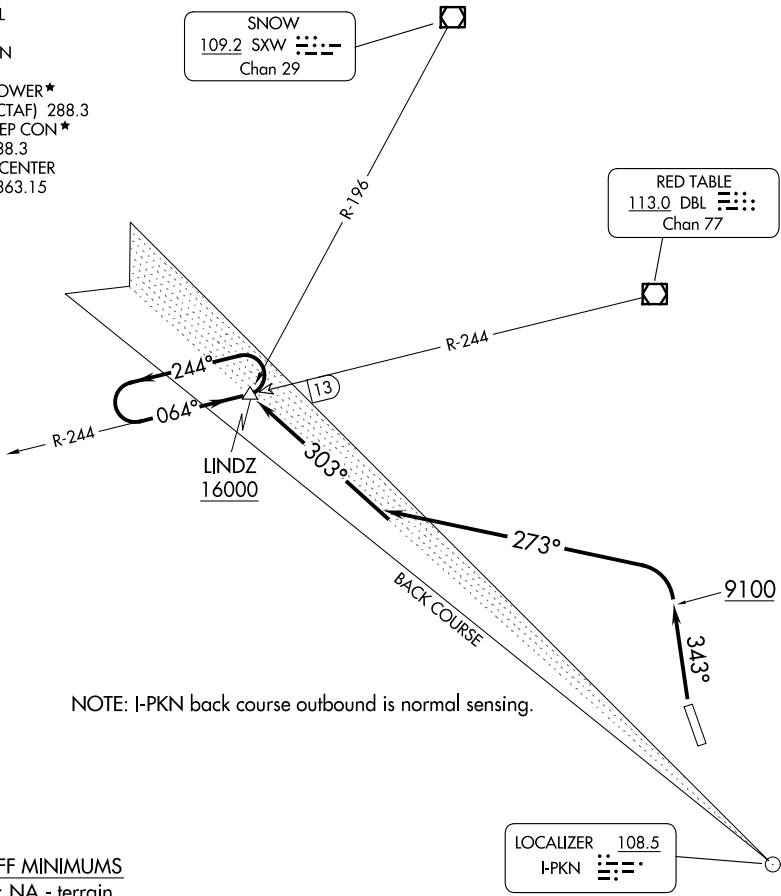 L
N
OWER★
CTAF) 288.3
EP CON★
38.3
CENTER
363.15
SNOW
109.2 SXW
Chan 29
RED TABLE
113.0 DBL
Chan 77
R-196
R-244
13
244°
064°
R-244
LINDZ
16000
303°
273°
9100
343°
BACK COURSE
NOTE: I-PKN back course outbound is normal sensing.
LOCALIZER 108.5
I-PKN
FF MINIMUMS
: NA - terrain